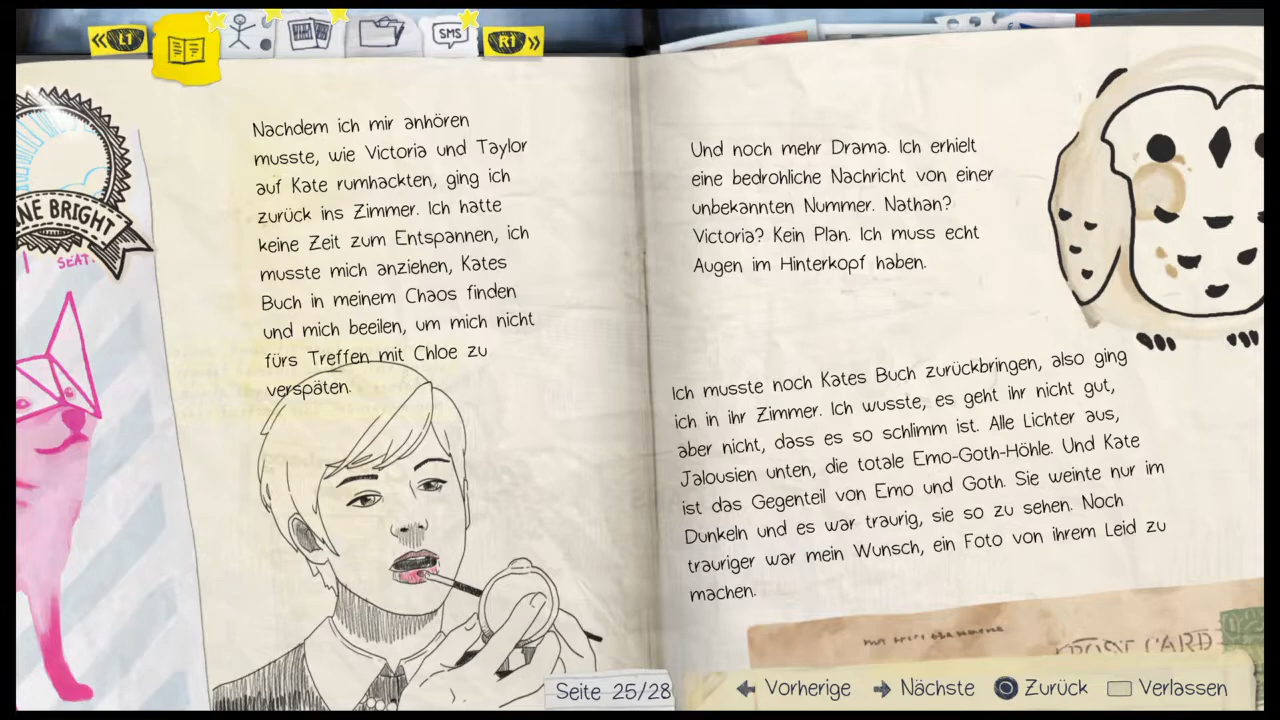 L1
SMS
R1
NE BRIGHT
SEAT.
Nachdem ich mir anhören
musste, wie Victoria und Taylor
auf Kate rumhackten, ging ich
zurück ins Zimmer. Ich hatte
keine Zeit zum Entspannen, ich
musste mich anziehen, Kates
Buch in meinem Chaos finden
und mich beeilen, um mich nicht
fürs Treffen mit Chloe zu
verspäten.
Und noch mehr Drama. Ich erhielt
eine bedrohliche Nachricht von einer
unbekannten Nummer. Nathan?
Victoria? Kein Plan. Ich muss echt
Augen im Hinterkopf haben.
Ich musste noch Kates Buch zurückbringen, also ging
ich in ihr Zimmer. Ich wusste, es geht ihr nicht gut,
aber nicht, dass es so schlimm ist. Alle Lichter aus,
Jalousien unten, die totale Emo-Goth-Höhle. Und Kate
ist das Gegenteil von Emo und Goth. Sie weinte nur im
Dunkeln und es war traurig, sie so zu sehen. Noch
trauriger war mein Wunsch, ein Foto von ihrem Leid zu
machen.
POST CARD
Seite 25/28
Vorherige Nächste Zurück Verlassen